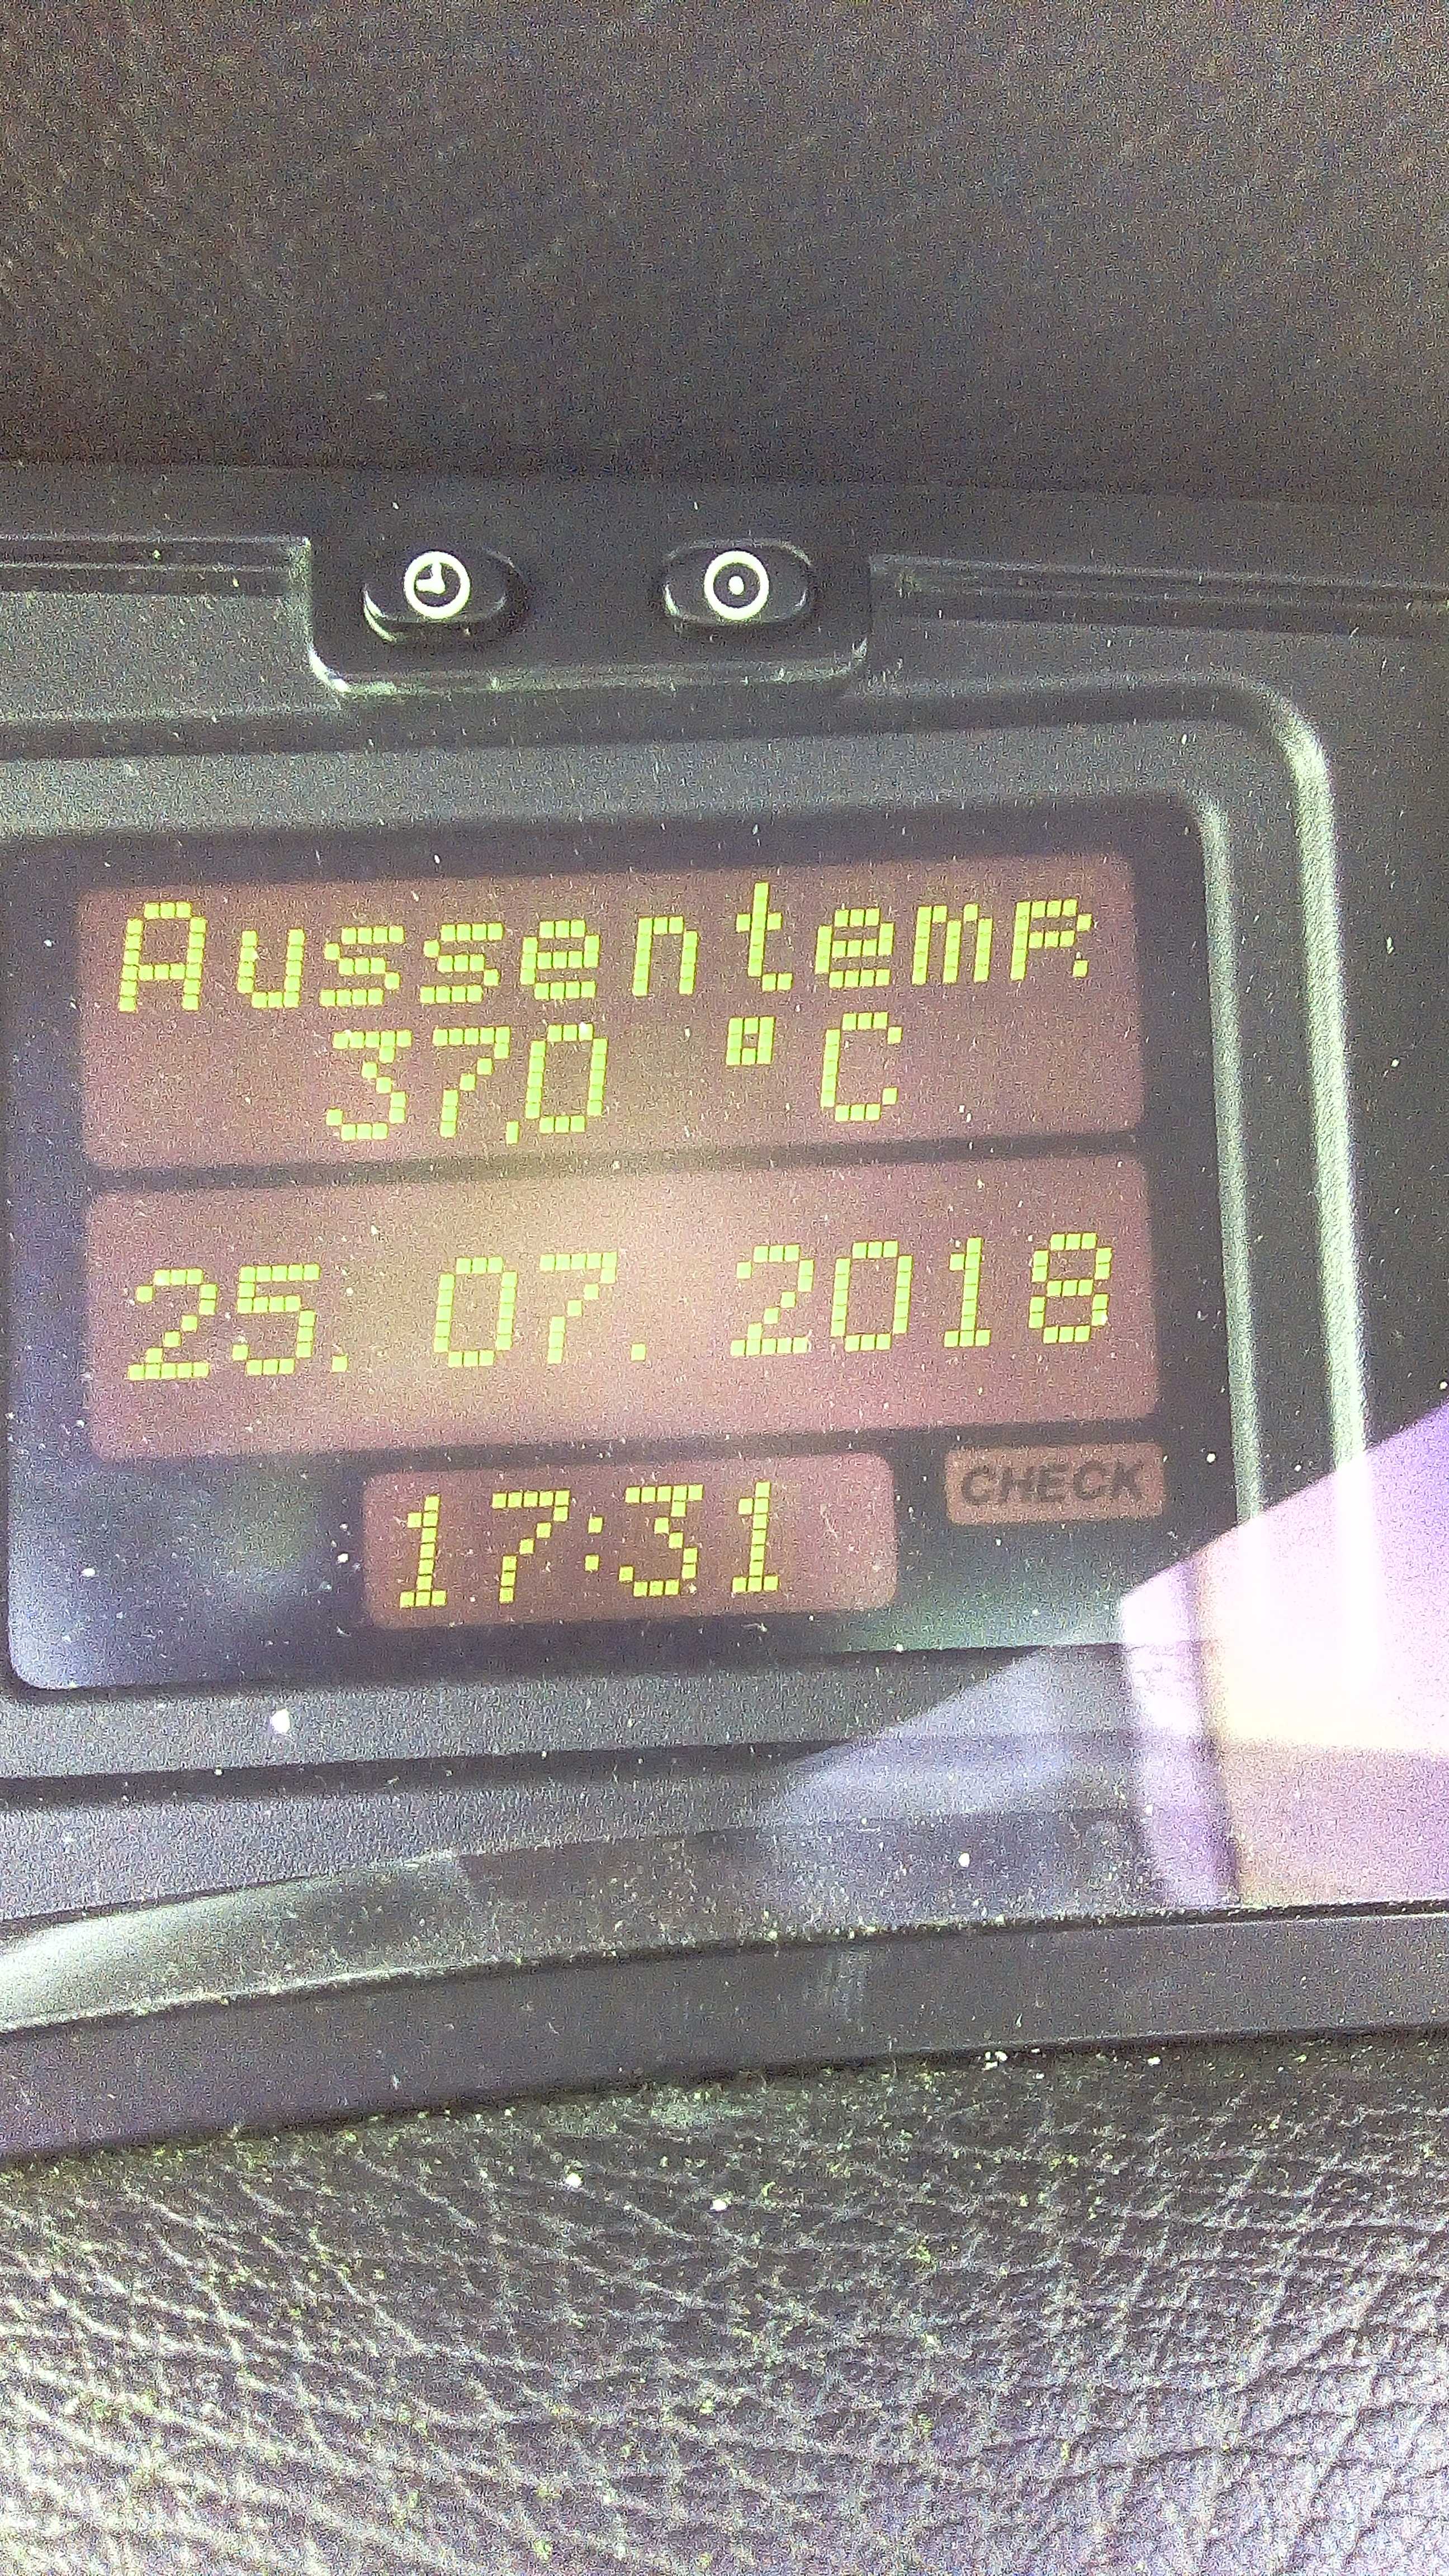 Aussentemp.
37,0 °C
25. 07. 2018
17:31
CHECK